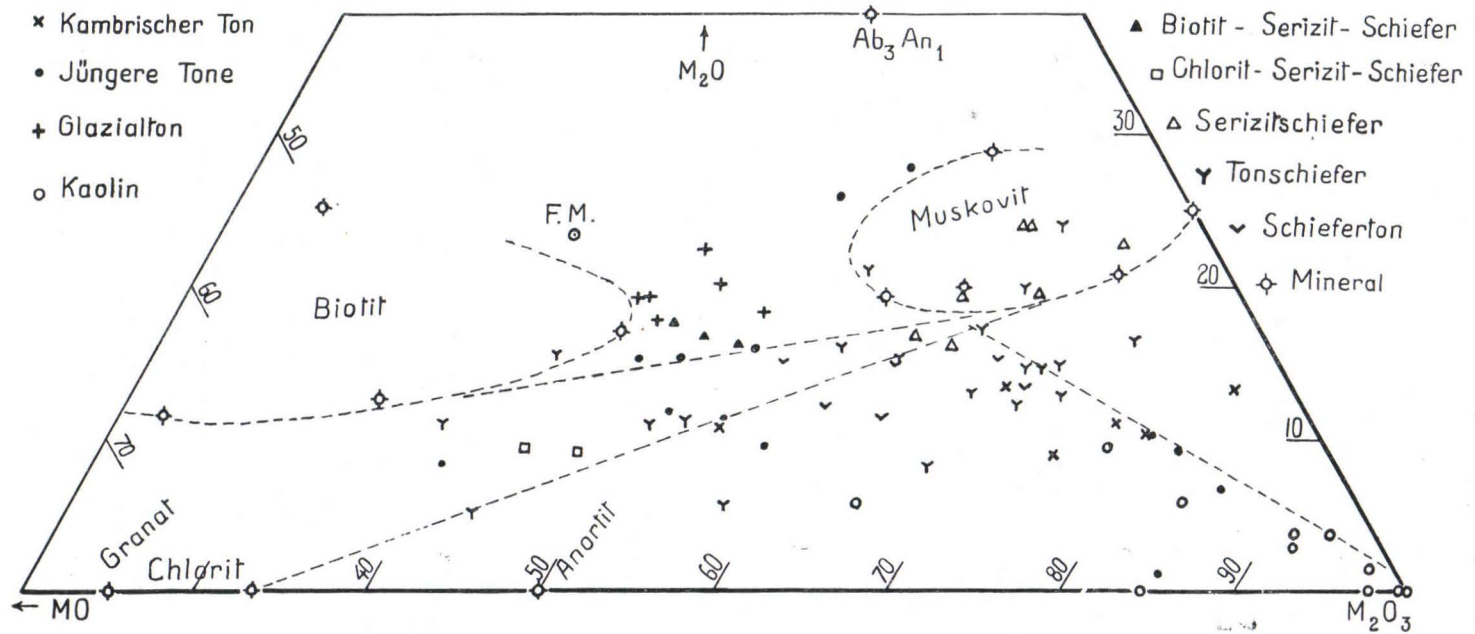 Kambrischer Ton
Jüngere Tone
Glazialton
Kaolin
Ab3 An1
M2O
Biotit - Serizit - Schiefer
Chlorit - Serizit - Schiefer
Serizitschiefer
Tonschiefer
Schieferton
Mineral
50
60
70
30
20
10
F.M.
Muskovit
Biotit
Granat
Chlorit
Anortit
40
50
60
70
80
90
← MO
M2O3